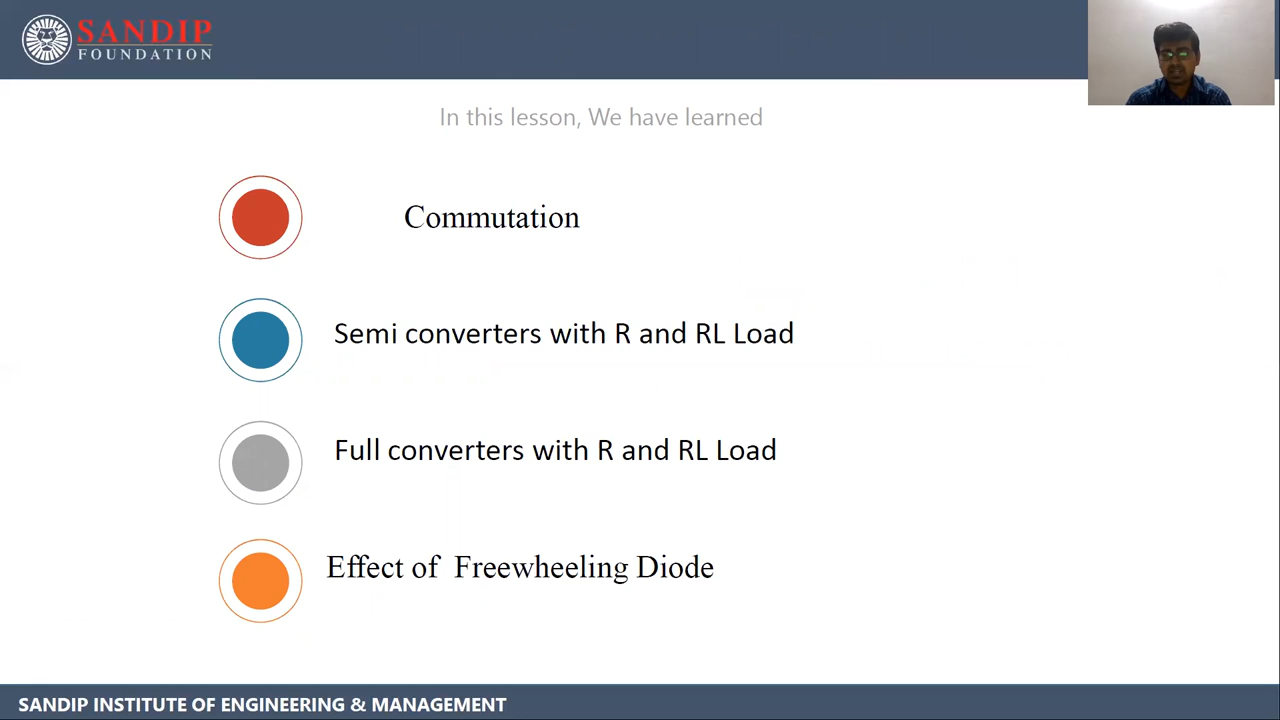 SANDIP
FOUNDATION
In this lesson, We have learned
Commutation
Semi converters with R and RL Load
Full converters with R and RL Load
Effect of  Freewheeling Diode
SANDIP INSTITUTE OF ENGINEERING & MANAGEMENT